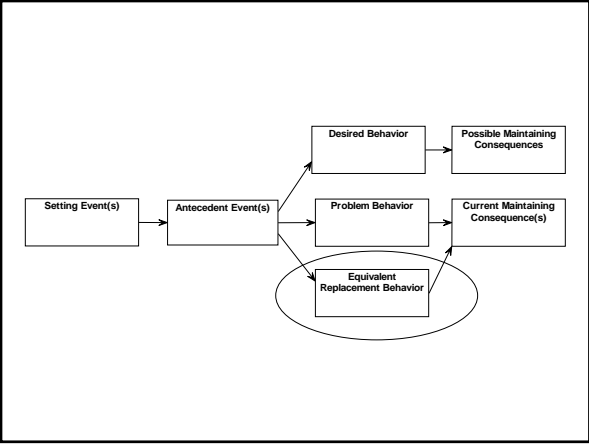 Desired Behavior
Possible Maintaining
Consequences
Setting Event(s)
Antecedent Event(s)
Problem Behavior
Current Maintaining
Consequence(s)
Equivalent
Replacement Behavior